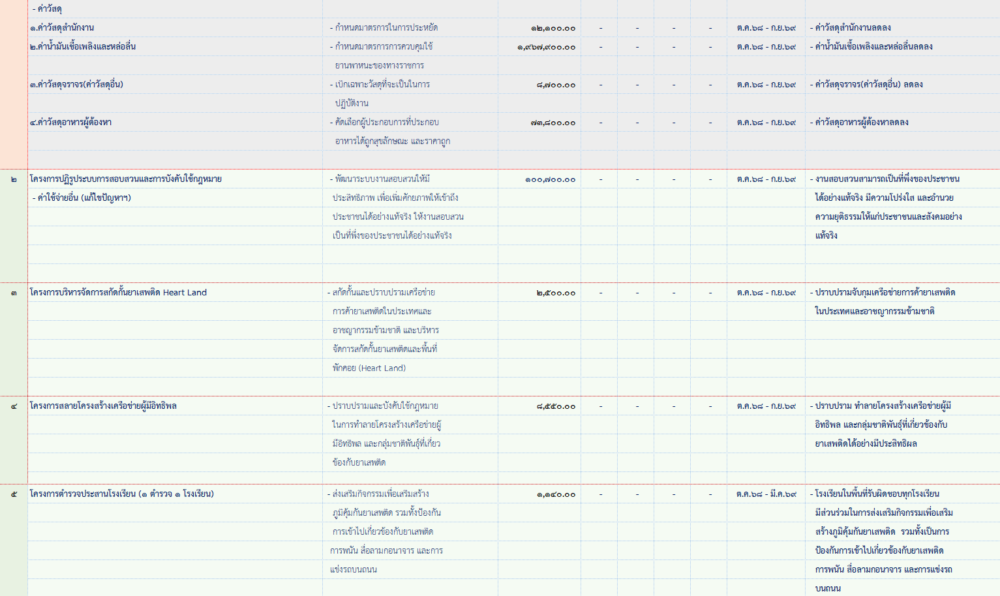 - ค่าวัสดุ
๑.ค่าวัสดุสำนักงาน - กำหนดมาตรการในการประหยัด ๑๒,๑๐๐.๐๐ - - - - ต.ค.๖๘ - ก.ย.๖๙ - ค่าวัสดุสำนักงานลดลง
๒.ค่าน้ำมันเชื้อเพลิงและหล่อลื่น - กำหนดมาตรการการควบคุมใช้ ๑,๙๖๗,๙๐๐.๐๐ - - - - ต.ค.๖๘ - ก.ย.๖๙ - ค่าน้ำมันเชื้อเพลิงและหล่อลื่นลดลง
ยานพาหนะของทางราชการ
๓.ค่าวัสดุจราจร(ค่าวัสดุอื่น) - เบิกเฉพาะวัสดุที่จะเป็นในการ ๘,๗๐๐.๐๐ - - - - ต.ค.๖๘ - ก.ย.๖๙ - ค่าวัสดุจราจร(ค่าวัสดุอื่น) ลดลง
ปฏิบัติงาน
๔.ค่าวัสดุอาหารผู้ต้องหา - คัดเลือกผู้ประกอบการที่ประกอบ ๗๓,๘๐๐.๐๐ - - - - ต.ค.๖๘ - ก.ย.๖๙ - ค่าวัสดุอาหารผู้ต้องหาลดลง
อาหารได้ถูกสุขลักษณะ และราคาถูก
๒ โครงการปฏิรูประบบการสอบสวนและการบังคับใช้กฎหมาย - พัฒนาระบบงานสอบสวนให้มี ๑๐๐,๗๐๐.๐๐ - - - - ต.ค.๖๘ - ก.ย.๖๙ - งานสอบสวนสามารถเป็นที่พึ่งของประชาชน
- ค่าใช้จ่ายอื่น (แก้ไขปัญหาฯ) ประสิทธิภาพ เพื่อเพิ่มศักยภาพให้เข้าถึง ได้อย่างแท้จริง มีความโปร่งใส และอำนวย
ประชาชนได้อย่างแท้จริง ให้งานสอบสวน ความยุติธรรมให้แก่ประชาชนและสังคมอย่าง
เป็นที่พึ่งของประชาชนได้อย่างแท้จริง แท้จริง
๓ โครงการบริหารจัดการสกัดกั้นยาเสพติด Heart Land - สกัดกั้นและปราบปรามเครือข่าย ๒,๕๐๐.๐๐ - - - - ต.ค.๖๘ - ก.ย.๖๙ - ปราบปรามจับกุมเครือข่ายการค้ายาเสพติด
การค้ายาเสพติดในประเทศและ ในประเทศและอาชญากรรมข้ามชาติ
อาชญากรรมข้ามชาติ และบริหาร
จัดการสกัดกั้นยาเสพติดและพื้นที่
พักคอย (Heart Land)
๔ โครงการสลายโครงสร้างเครือข่ายผู้มีอิทธิพล - ปราบปรามและบังคับใช้กฎหมาย ๘,๕๕๐.๐๐ - - - - ต.ค.๖๘ - ก.ย.๖๙ - ปราบปราม ทำลายโครงสร้างเครือข่ายผู้มี
ในการทำลายโครงสร้างเครือข่ายผู้ อิทธิพล และกลุ่มชาติพันธุ์ที่เกี่ยวข้องกับ
มีอิทธิพล และกลุ่มชาติพันธุ์ที่เกี่ยว ยาเสพติดได้อย่างมีประสิทธิผล
ข้องกับยาเสพติด
๕ โครงการตำรวจประสานโรงเรียน (๑ ตำรวจ ๑ โรงเรียน) - ส่งเสริมกิจกรรมเพื่อเสริมสร้าง ๑,๑๔๐.๐๐ - - - - ต.ค.๖๘ - มี.ค.๖๙ - โรงเรียนในพื้นที่รับผิดชอบทุกโรงเรียน
ภูมิคุ้มกันยาเสพติด รวมทั้งป้องกัน มีส่วนร่วมในการส่งเสริมกิจกรรมเพื่อเสริม
การเข้าไปเกี่ยวข้องกับยาเสพติด สร้างภูมิคุ้มกันยาเสพติด รวมทั้งเป็นการ
การพนัน สื่อลามกอนาจาร และการ ป้องกันการเข้าไปเกี่ยวข้องกับยาเสพติด
แข่งรถบนถนน การพนัน สื่อลามกอนาจาร และการแข่งรถ
บนถนน